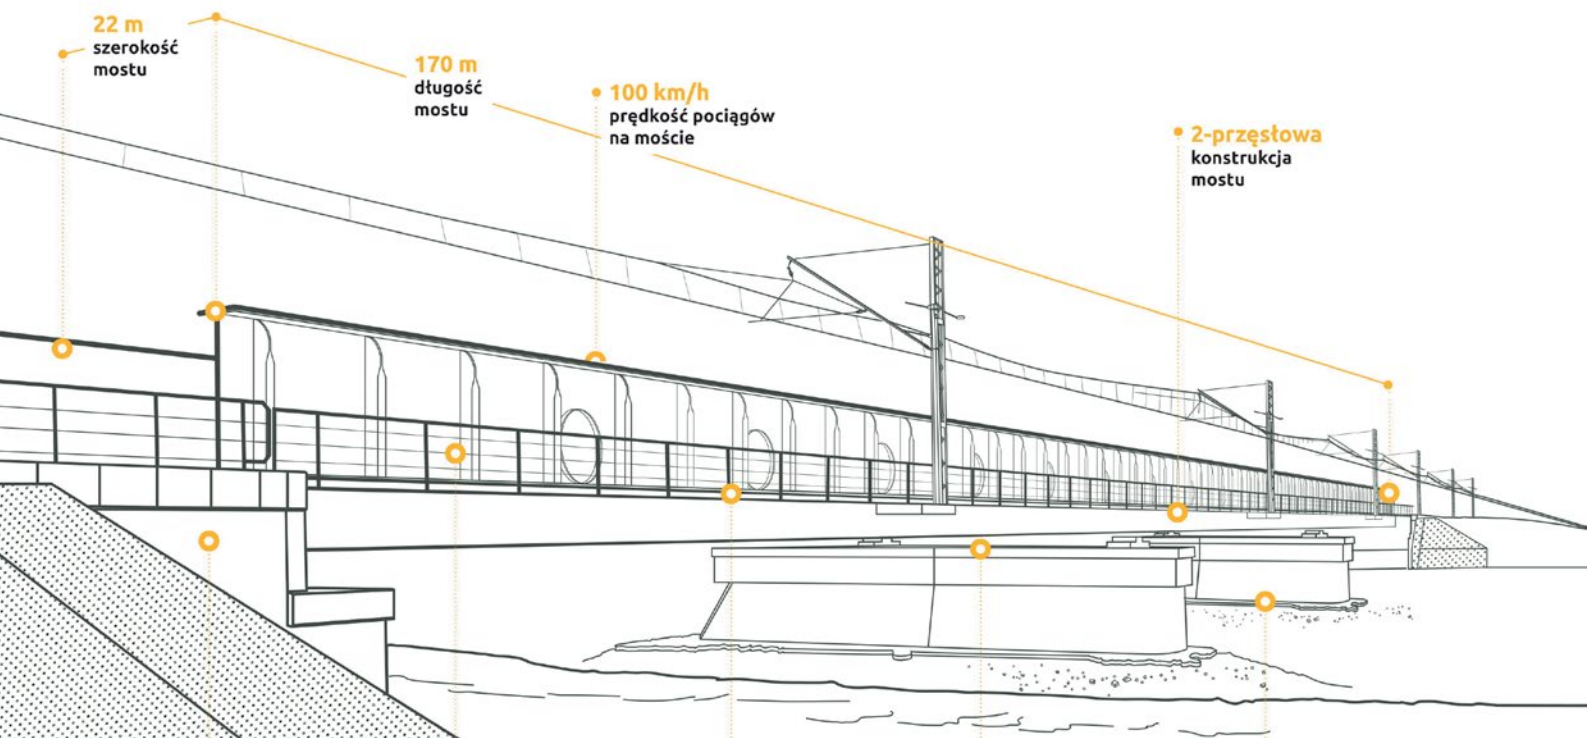 22 m
szerokość
mostu
170 m
długość
mostu
100 km/h
prędkość pociągów
na moście
2-przęsłowa
konstrukcja
mostu